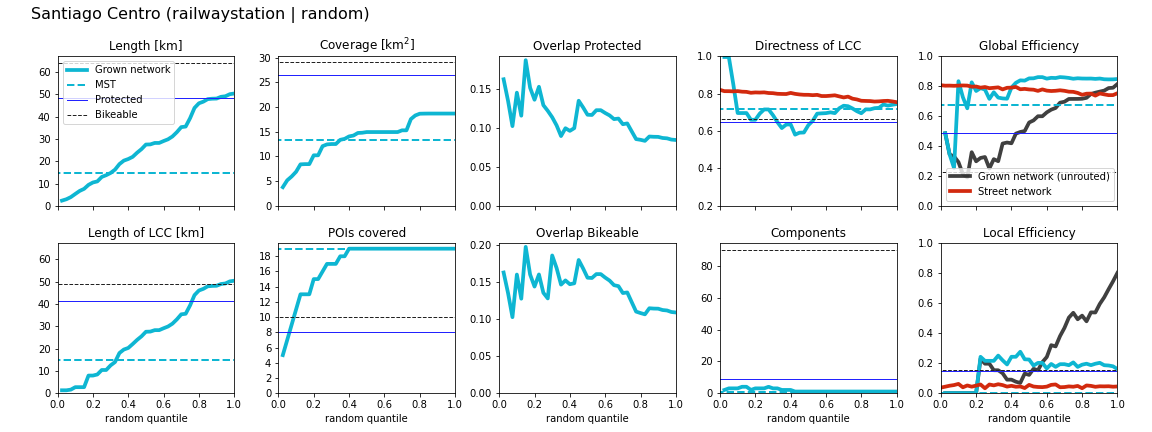 Santiago Centro (railwaystation | random)
Length [km]
Coverage [km²]
Overlap Protected
Directness of LCC
Global Efficiency
60
50
40
30
20
10
0
Grown network
MST
Protected
Bikeable
30
25
20
15
10
5
0
0.15
0.10
0.05
0.00
1.0
0.8
0.6
0.4
0.2
1.0
0.8
0.6
0.4
0.2
0.0
Grown network (unrouted)
Street network
Length of LCC [km]
POIs covered
Overlap Bikeable
Components
Local Efficiency
60
50
40
30
20
10
0
0.0 0.2 0.4 0.6 0.8 1.0
random quantile
18
16
14
12
10
8
6
4
2
0
0.0 0.2 0.4 0.6 0.8 1.0
random quantile
0.20
0.15
0.10
0.05
0.00
0.0 0.2 0.4 0.6 0.8 1.0
random quantile
80
60
40
20
0
0.0 0.2 0.4 0.6 0.8 1.0
random quantile
1.0
0.8
0.6
0.4
0.2
0.0
0.0 0.2 0.4 0.6 0.8 1.0
random quantile